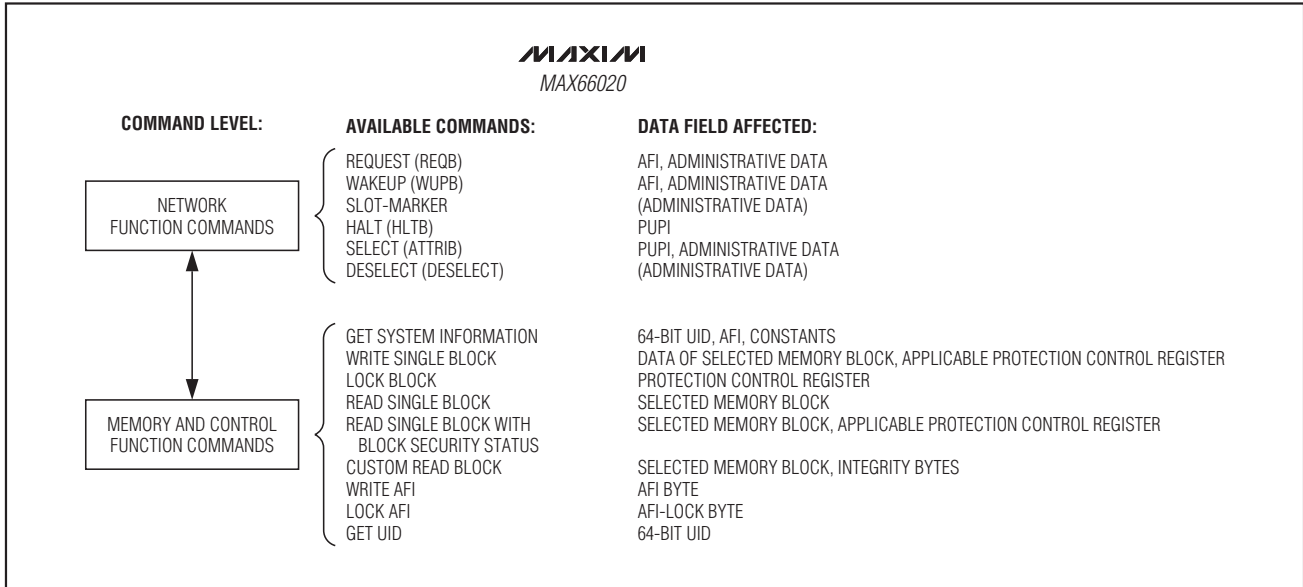 MAXIM
MAX66020
COMMAND LEVEL: AVAILABLE COMMANDS: DATA FIELD AFFECTED:
NETWORK
FUNCTION COMMANDS
REQUEST (REQB) AFI, ADMINISTRATIVE DATA
WAKEUP (WUPB) AFI, ADMINISTRATIVE DATA
SLOT-MARKER (ADMINISTRATIVE DATA)
HALT (HLTB) PUPI
SELECT (ATTRIB) PUPI, ADMINISTRATIVE DATA
DESELECT (DESELECT) (ADMINISTRATIVE DATA)
MEMORY AND CONTROL
FUNCTION COMMANDS
GET SYSTEM INFORMATION 64-BIT UID, AFI, CONSTANTS
WRITE SINGLE BLOCK DATA OF SELECTED MEMORY BLOCK, APPLICABLE PROTECTION CONTROL REGISTER
LOCK BLOCK PROTECTION CONTROL REGISTER
READ SINGLE BLOCK SELECTED MEMORY BLOCK
READ SINGLE BLOCK WITH SELECTED MEMORY BLOCK, APPLICABLE PROTECTION CONTROL REGISTER
BLOCK SECURITY STATUS
CUSTOM READ BLOCK SELECTED MEMORY BLOCK, INTEGRITY BYTES
WRITE AFI AFI BYTE
LOCK AFI AFI-LOCK BYTE
GET UID 64-BIT UID